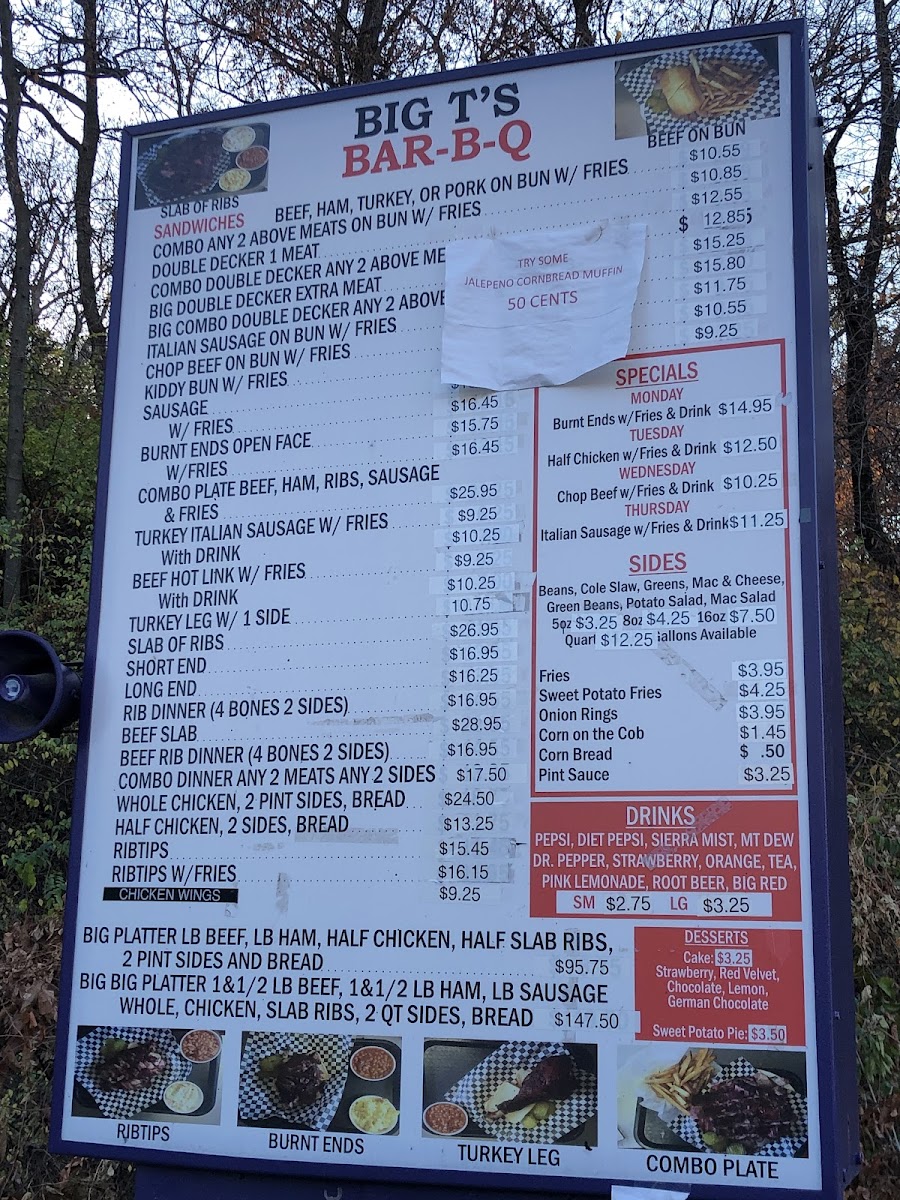 BIG T'S
BAR-B-Q
SLAB OF RIBS
BEEF ON BUN
SANDWICHES BEEF, HAM, TURKEY, OR PORK ON BUN W/ FRIES $10.55
COMBO ANY 2 ABOVE MEATS ON BUN W/ FRIES $10.85
DOUBLE DECKER 1 MEAT $12.55
COMBO DOUBLE DECKER ANY 2 ABOVE $ 12.85
BIG DOUBLE DECKER EXTRA MEAT $15.25
BIG COMBO DOUBLE DECKER ANY 2 ABOVE $15.80
ITALIAN SAUSAGE ON BUN W/ FRIES $11.75
CHOP BEEF ON BUN W/ FRIES $10.55
KIDDY BUN W/ FRIES $9.25
TRY SOME
JALEPENO CORNBREAD MUFFIN
50 CENTS
SAUSAGE
W/ FRIES $16.45
BURNT ENDS OPEN FACE $15.75
W/FRIES $16.45
COMBO PLATE BEEF, HAM, RIBS, SAUSAGE
& FRIES $25.95
TURKEY ITALIAN SAUSAGE W/ FRIES $9.25
With DRINK $10.25
BEEF HOT LINK W/ FRIES $9.25
With DRINK $10.25
TURKEY LEG W/ 1 SIDE 10.75
SLAB OF RIBS $26.95
SHORT END $16.95
LONG END $16.25
RIB DINNER (4 BONES 2 SIDES) $16.95
BEEF SLAB $28.95
BEEF RIB DINNER (4 BONES 2 SIDES) $16.95
COMBO DINNER ANY 2 MEATS ANY 2 SIDES $17.50
WHOLE CHICKEN, 2 PINT SIDES, BREAD $24.50
HALF CHICKEN, 2 SIDES, BREAD $13.25
RIBTIPS $15.45
RIBTIPS W/FRIES $16.15
CHICKEN WINGS $9.25
SPECIALS
MONDAY
Burnt Ends w/Fries & Drink $14.95
TUESDAY
Half Chicken w/Fries & Drink $12.50
WEDNESDAY
Chop Beef w/Fries & Drink $10.25
THURSDAY
Italian Sausage w/Fries & Drink $11.25
SIDES
Beans, Cole Slaw, Greens, Mac & Cheese,
Green Beans, Potato Salad, Mac Salad
5oz $3.25 8oz $4.25 16oz $7.50
Quart $12.25 allons Available
Fries $3.95
Sweet Potato Fries $4.25
Onion Rings $3.95
Corn on the Cob $1.45
Corn Bread $ .50
Pint Sauce $3.25
DRINKS
PEPSI, DIET PEPSI, SIERRA MIST, MT DEW
DR. PEPPER, STRAWBERRY, ORANGE, TEA,
PINK LEMONADE, ROOT BEER, BIG RED
SM $2.75 LG $3.25
BIG PLATTER LB BEEF, LB HAM, HALF CHICKEN, HALF SLAB RIBS,
2 PINT SIDES AND BREAD $95.75
BIG BIG PLATTER 1&1/2 LB BEEF, 1&1/2 LB HAM, LB SAUSAGE
WHOLE, CHICKEN, SLAB RIBS, 2 QT SIDES, BREAD $147.50
DESSERTS
Cake: $3.25
Strawberry, Red Velvet,
Chocolate, Lemon,
German Chocolate
Sweet Potato Pie: $3.50
RIBTIPS
BURNT ENDS
TURKEY LEG
COMBO PLATE